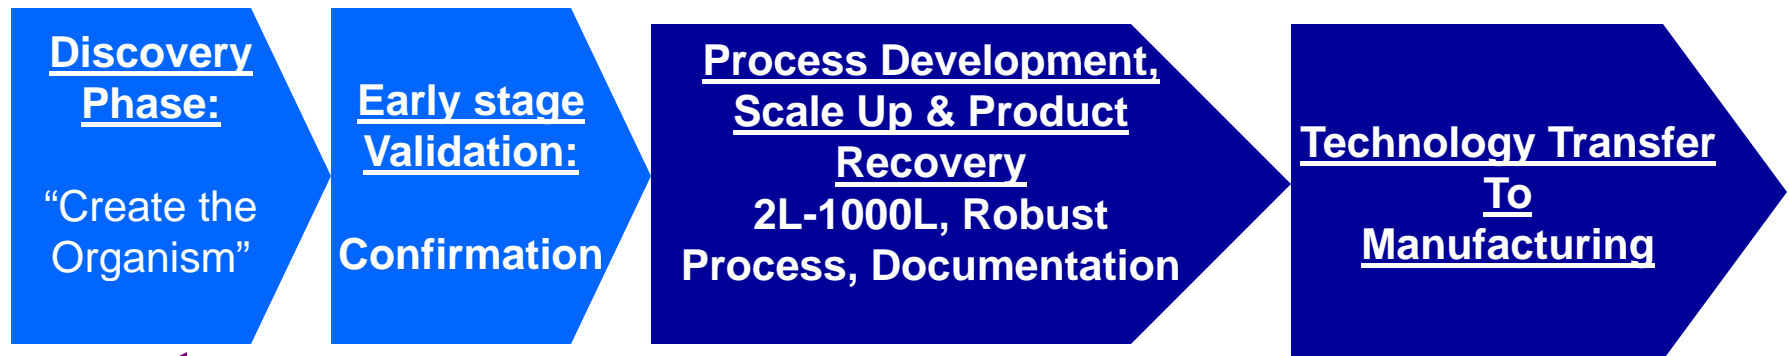 Discovery
Phase:
“Create the
Organism”
Early stage
Validation:
Confirmation
Process Development,
Scale Up & Product
Recovery
2L-1000L, Robust
Process, Documentation
Technology Transfer
To
Manufacturing